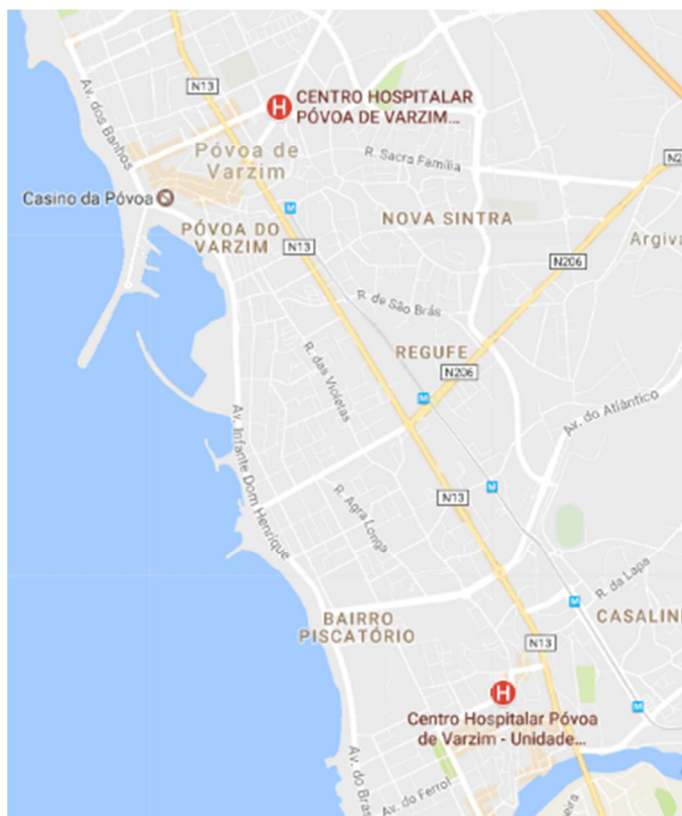 N13
CENTRO HOSPITALAR
PÓVOA DE VARZIM...
Av. dos Banhos
Póvoa de
Varzim
R. Sacra Família
N2
Casino da Póvoa
M
PÓVOA DO
VARZIM
NOVA SINTRA
N13
Argiva
N206
R. de São Brás
R. das Violetas
REGUFE
N206
M
Av. do Atlântico
Av. Infante Dom Henrique
N13
M
R. Agra Longa
R. da Lapa
M
BAIRRO
PISCATÓRIO
CASALIN
N13
H
Centro Hospitalar Póvoa
de Varzim - Unidade...
M
Av. do Bras
Av. do Ferrol
eira